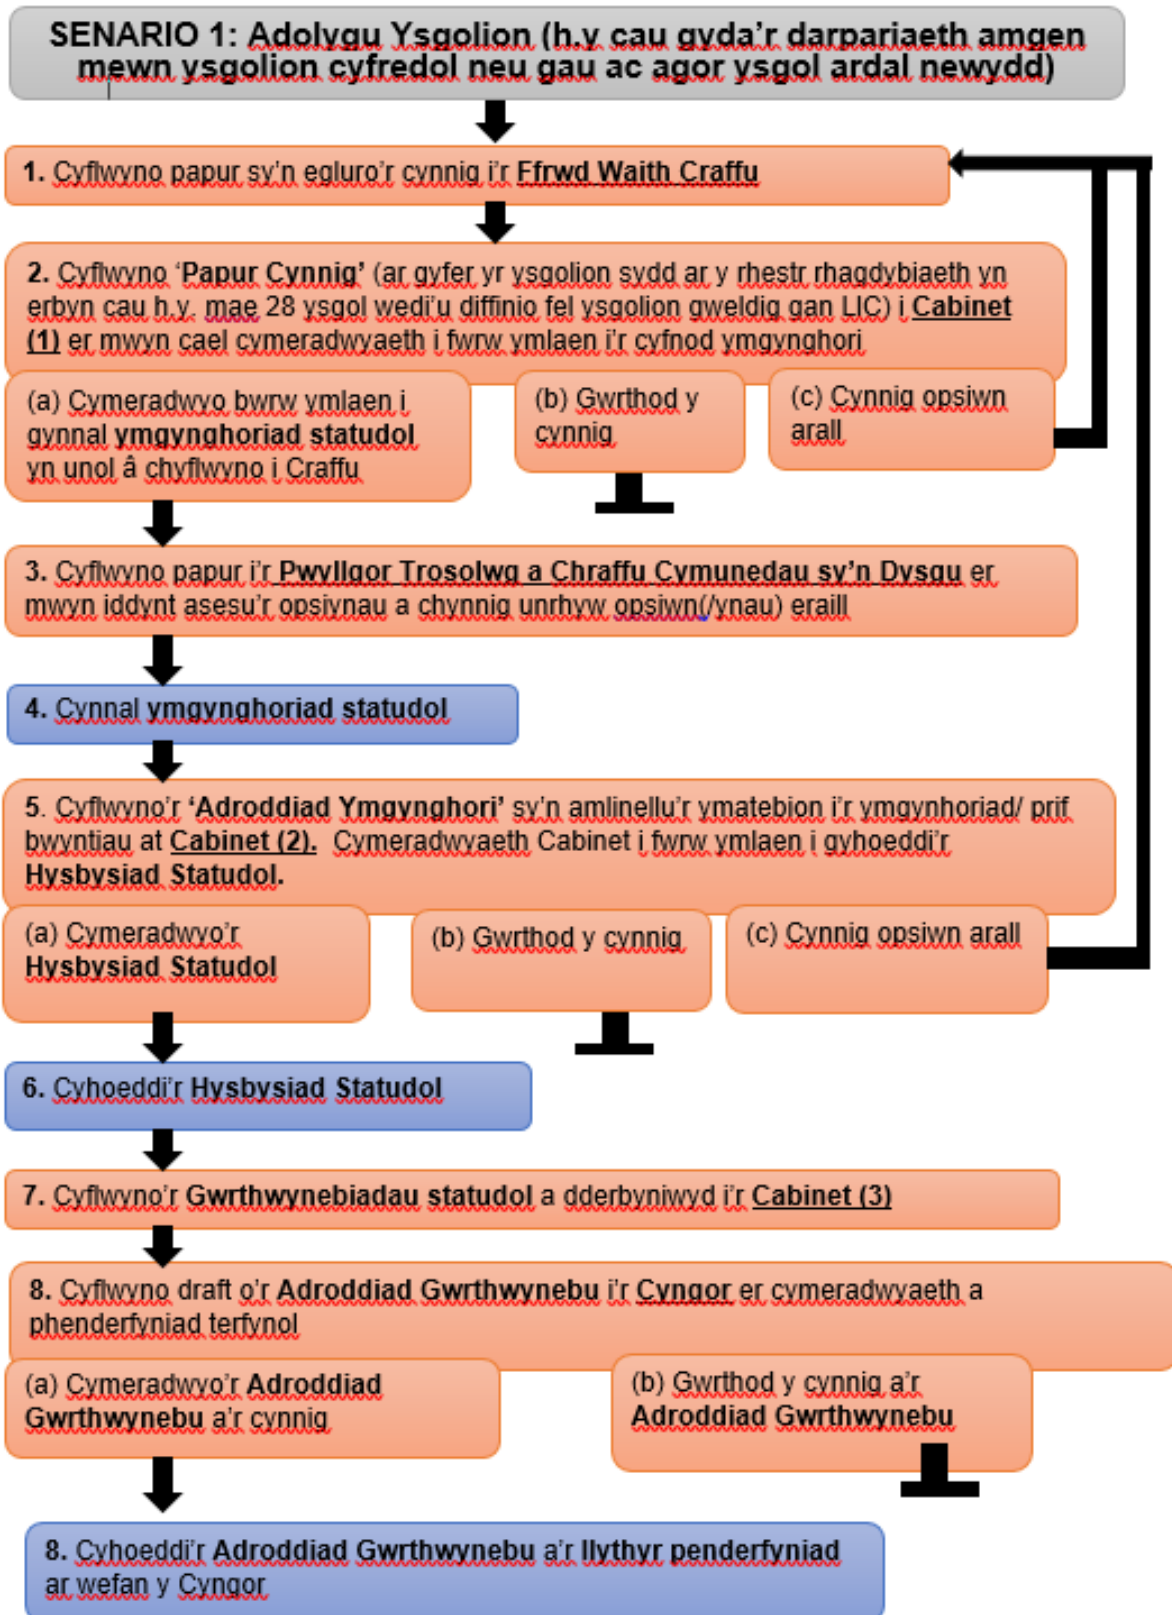 SENARIO 1: Adolygu Ysgolion (h.y cau gyda’r darpariaeth amgen
mewn ysgolion cyfredol neu gau ac agor ysgol ardal newydd)
1. Cyflwyno papur sy’n egluro’r cynnig i’r Ffrwd Waith Craffu
2. Cyflwyno ‘Papur Cynnig’ (ar gyfer yr ysgolion sydd ar y rhestr rhagdybiaeth yn
erbyn cau h.y. mae 28 ysgol wedi’u diffinio fel ysgolion gweldig gan LIC) i Cabinet
(1) er mwyn cael cymeradwyaeth i fwrw ymlaen i’r cyfnod ymgynghori
(a) Cymeradwyo bwrw ymlaen i
gynnal ymgynghoriad statudol
yn unol â chyflwyno i Craffu
(b) Gwrthod y
cynnig
(c) Cynnig opsiwn
arall
3. Cyflwyno papur i’r Pwyllgor Trosolwg a Chraffu Cymunedau sy’n Dysgu er
mwyn iddynt asesu’r opsiynau a chynnig unrhyw opsiwn(/ynau) eraill
4. Cynnal ymgynghoriad statudol
5. Cyflwyno’r ‘Adroddiad Ymgynghori’ sy’n amlinellu’r ymatebion i’r ymgynhoriad/ prif
bwyntiau at Cabinet (2). Cymeradwyaeth Cabinet i fwrw ymlaen i gyhoeddi’r
Hysbysiad Statudol.
(a) Cymeradwyo’r
Hysbysiad Statudol
(b) Gwrthod y cynnig
(c) Cynnig opsiwn arall
6. Cyhoeddi’r Hysbysiad Statudol
7. Cyflwyno’r Gwrthwynebiadau statudol a dderbyniwyd i’r Cabinet (3)
8. Cyflwyno draft o’r Adroddiad Gwrthwynebu i’r Cyngor er cymeradwyaeth a
phenderfyniad terfynol
(a) Cymeradwyo’r Adroddiad
Gwrthwynebu a’r cynnig
(b) Gwrthod y cynnig a’r
Adroddiad Gwrthwynebu
8. Cyhoeddi’r Adroddiad Gwrthwynebu a’r llythyr penderfyniad
ar wefan y Cyngor